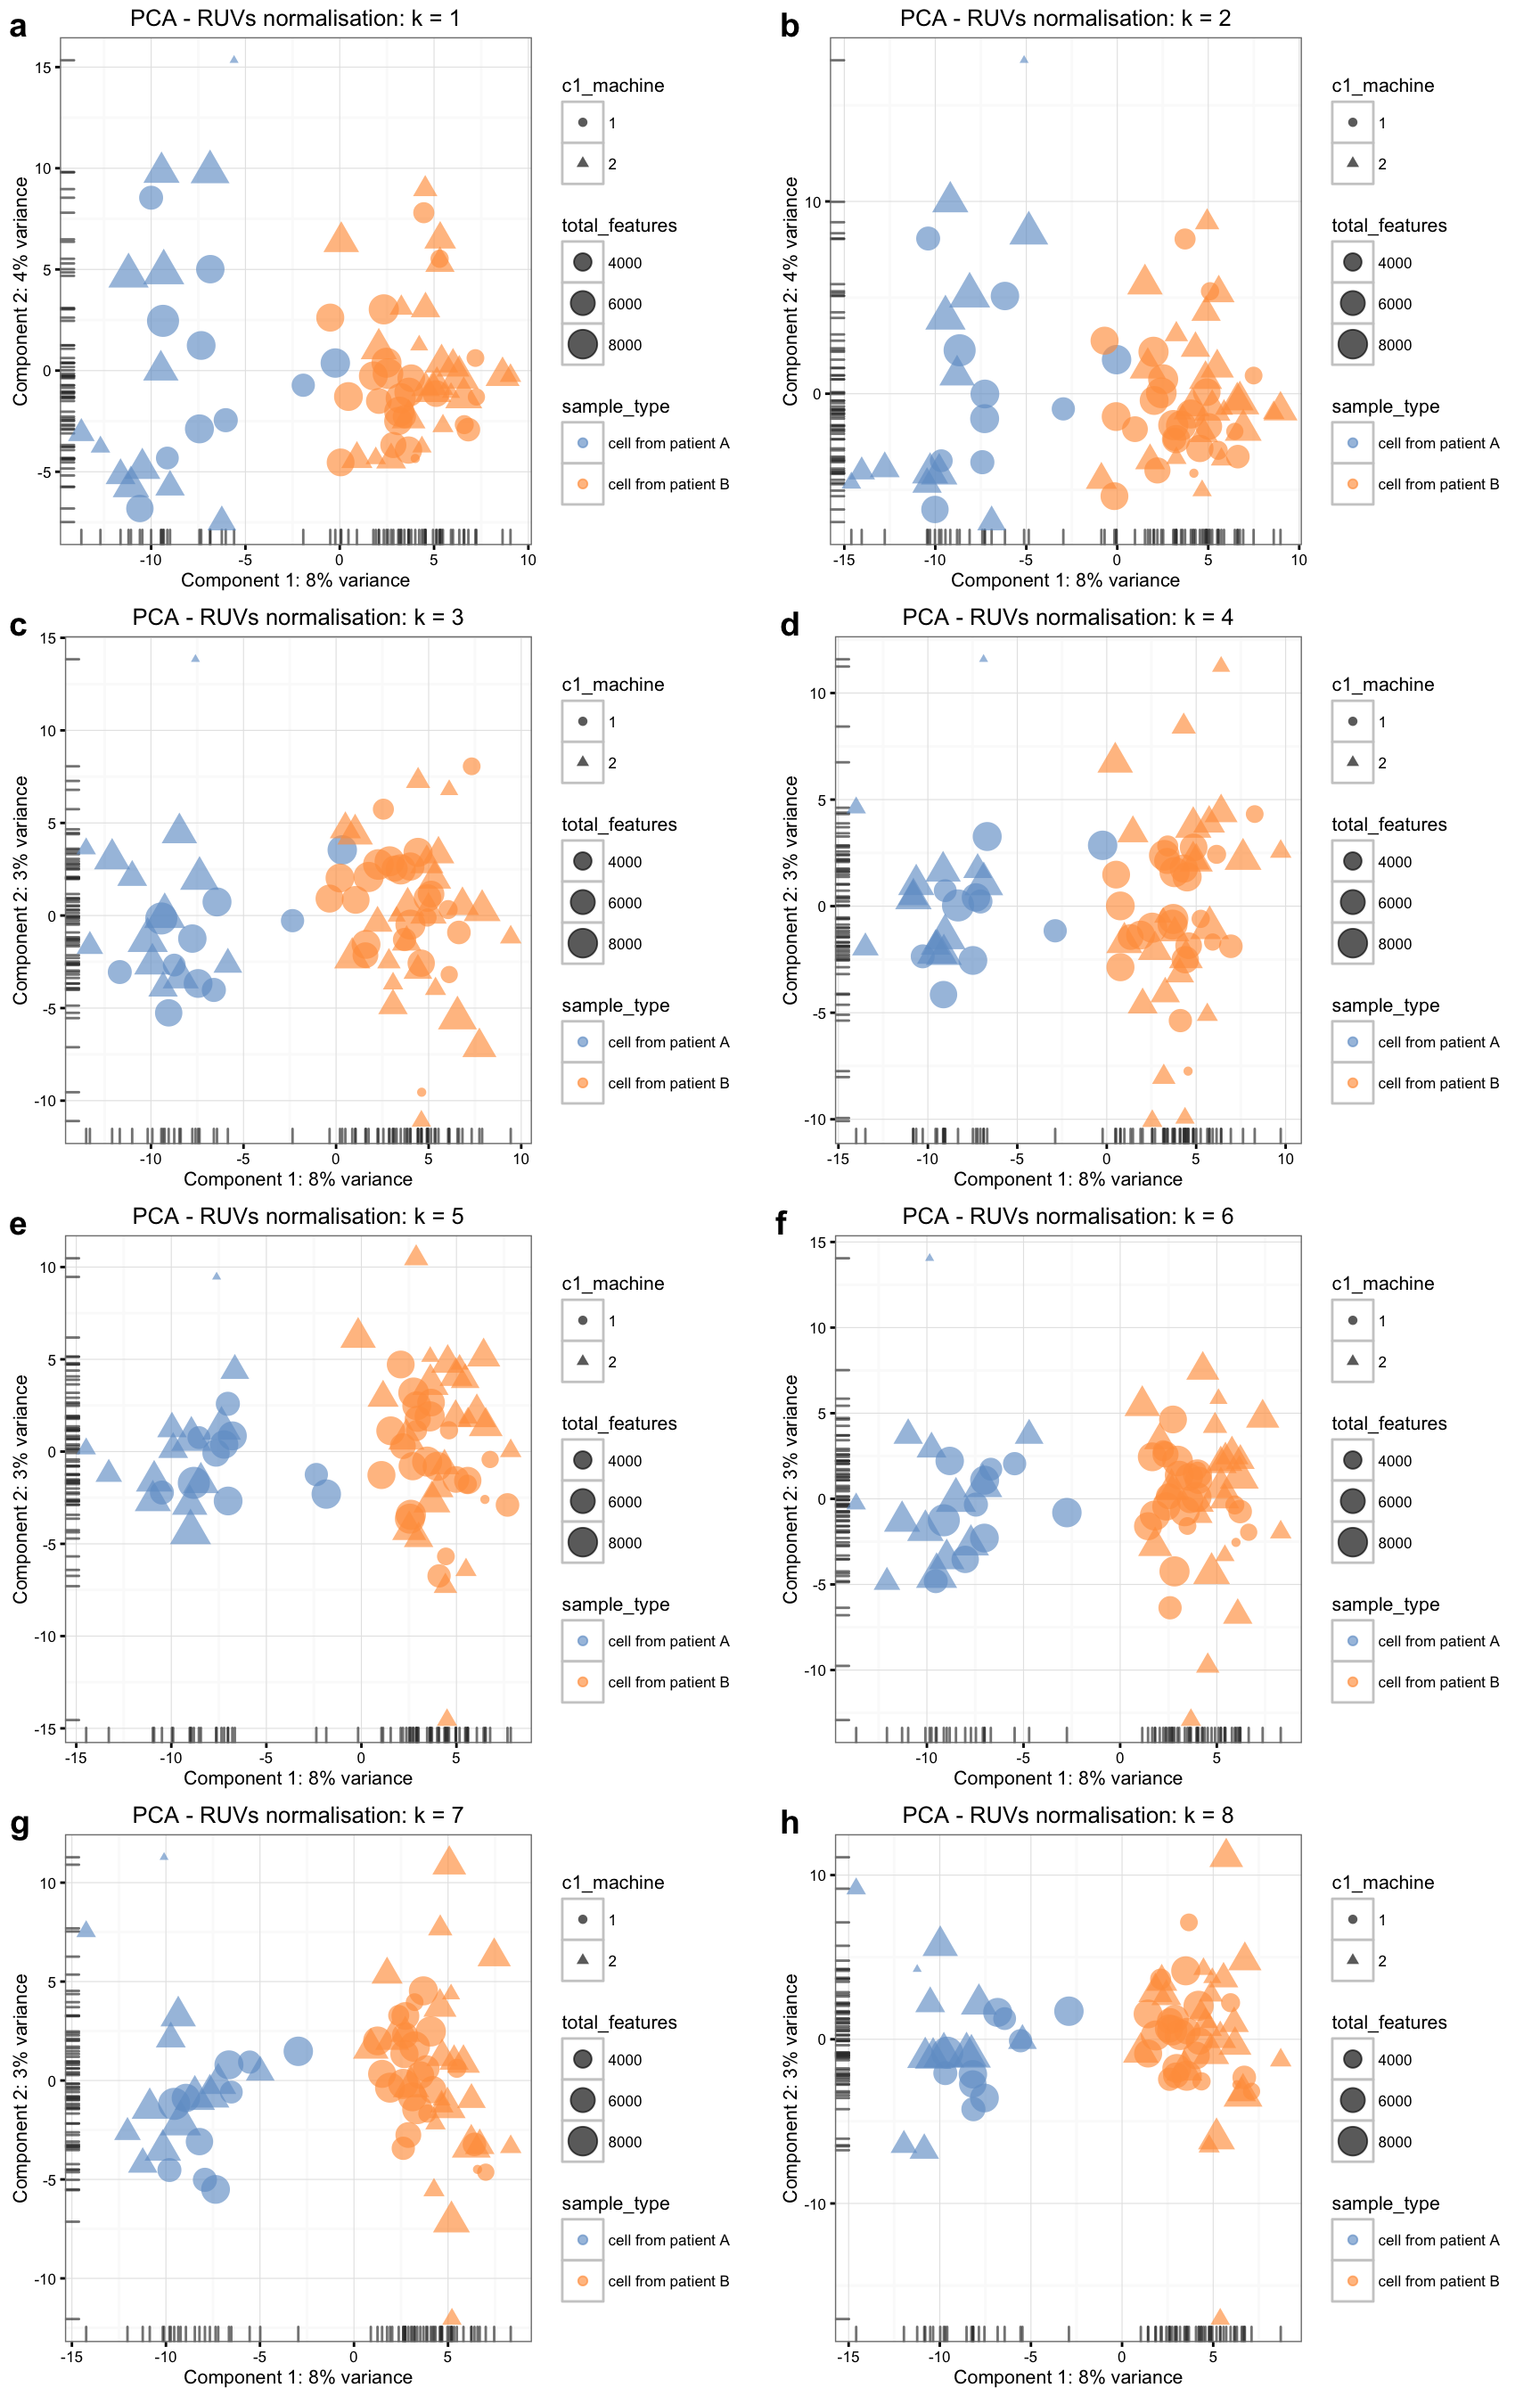 a
PCA - RUVs normalisation: k = 1
Component 2: 4% variance
15
10
5
0
-5
-10
-5
0
5
10
Component 1: 8% variance
c1_machine
1
2
total_features
4000
6000
8000
sample_type
cell from patient A
cell from patient B
b
PCA - RUVs normalisation: k = 2
Component 2: 4% variance
10
0
-15
-10
-5
0
5
10
Component 1: 8% variance
c1_machine
1
2
total_features
4000
6000
8000
sample_type
cell from patient A
cell from patient B
c
PCA - RUVs normalisation: k = 3
Component 2: 3% variance
15
10
5
0
-5
-10
-10
-5
0
5
10
Component 1: 8% variance
c1_machine
1
2
total_features
4000
6000
8000
sample_type
cell from patient A
cell from patient B
d
PCA - RUVs normalisation: k = 4
Component 2: 3% variance
10
5
0
-5
-10
-15
-10
-5
0
5
10
Component 1: 8% variance
c1_machine
1
2
total_features
4000
6000
8000
sample_type
cell from patient A
cell from patient B
e
PCA - RUVs normalisation: k = 5
Component 2: 3% variance
10
5
0
-5
-10
-15
-15
-10
-5
0
5
Component 1: 8% variance
c1_machine
1
2
total_features
4000
6000
8000
sample_type
cell from patient A
cell from patient B
f
PCA - RUVs normalisation: k = 6
Component 2: 3% variance
15
10
5
0
-5
-10
-10
-5
0
5
Component 1: 8% variance
c1_machine
1
2
total_features
4000
6000
8000
sample_type
cell from patient A
cell from patient B
g
PCA - RUVs normalisation: k = 7
Component 2: 3% variance
10
5
0
-5
-10
-15
-10
-5
0
5
Component 1: 8% variance
c1_machine
1
2
total_features
4000
6000
8000
sample_type
cell from patient A
cell from patient B
h
PCA - RUVs normalisation: k = 8
Component 2: 3% variance
10
0
-10
-15
-10
-5
0
5
Component 1: 8% variance
c1_machine
1
2
total_features
4000
6000
8000
sample_type
cell from patient A
cell from patient B